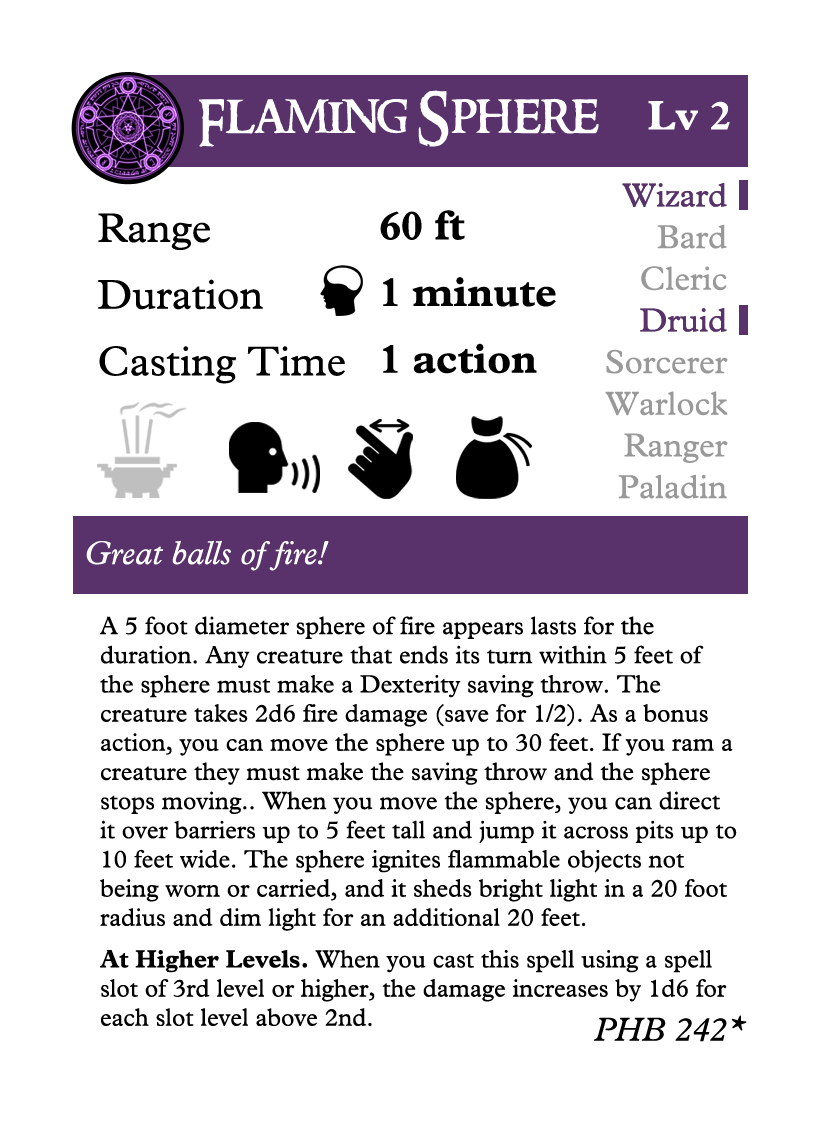 Flaming Sphere Lv 2
Wizard
Bard
Cleric
Druid
Sorcerer
Warlock
Ranger
Paladin
Range 60 ft
Duration 1 minute
Casting Time 1 action
Great balls of fire!
A 5 foot diameter sphere of fire appears lasts for the
duration. Any creature that ends its turn within 5 feet of
the sphere must make a Dexterity saving throw. The
creature takes 2d6 fire damage (save for 1/2). As a bonus
action, you can move the sphere up to 30 feet. If you ram a
creature they must make the saving throw and the sphere
stops moving.. When you move the sphere, you can direct
it over barriers up to 5 feet tall and jump it across pits up to
10 feet wide. The sphere ignites flammable objects not
being worn or carried, and it sheds bright light in a 20 foot
radius and dim light for an additional 20 feet.
At Higher Levels. When you cast this spell using a spell
slot of 3rd level or higher, the damage increases by 1d6 for
each slot level above 2nd.
PHB 242*